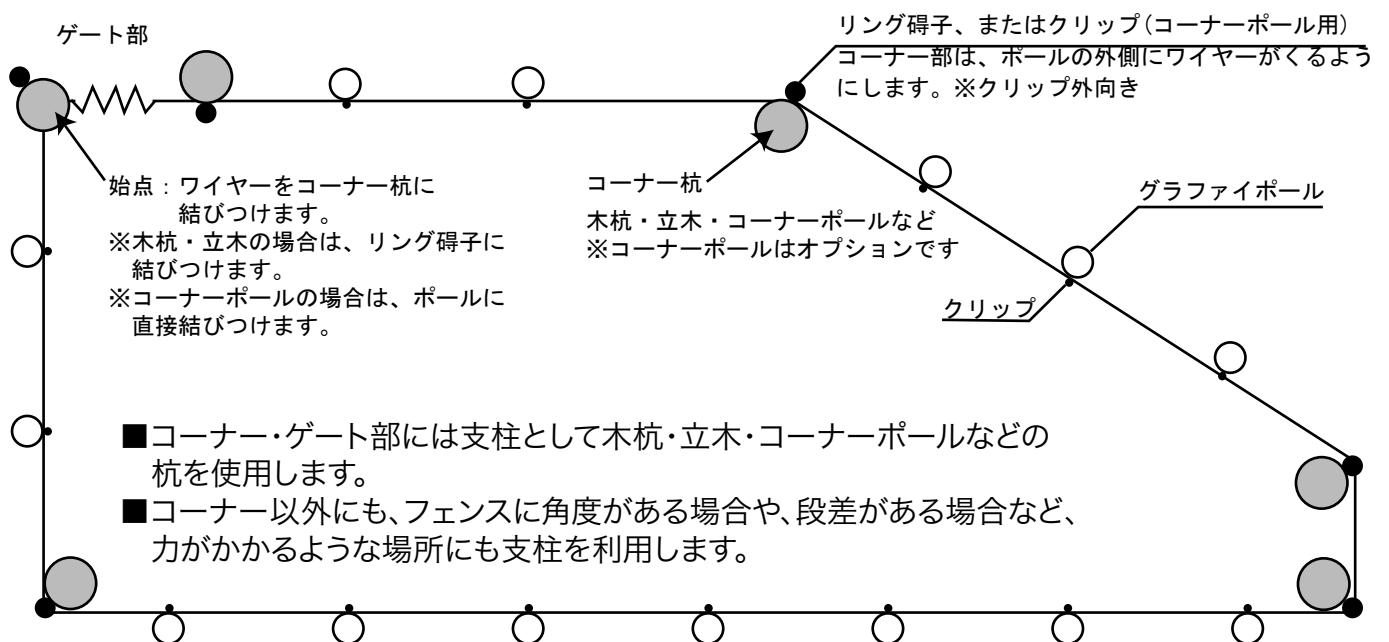 ゲート部
リング碍子、またはクリップ(コーナーポール用)
コーナー部は、ポールの外側にワイヤーがくるよう
にします。※クリップ外向き
始点：ワイヤーをコーナー杭に
結びつけます。
※木杭・立木の場合は、リング碍子に
結びつけます。
※コーナーポールの場合は、ポールに
直接結びつけます。
コーナー杭
木杭・立木・コーナーポールなど
※コーナーポールはオプションです
グラファイポール
クリップ
■コーナー・ゲート部には支柱として木杭・立木・コーナーポールなどの
杭を使用します。
■コーナー以外にも、フェンスに角度がある場合や、段差がある場合など、
力がかかるような場所にも支柱を利用します。